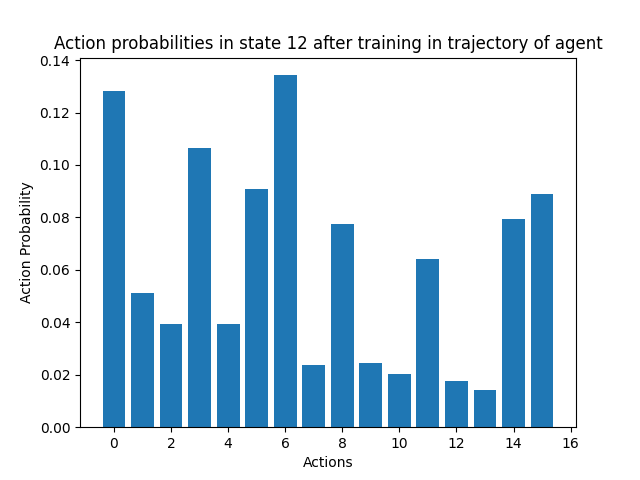 Action probabilities in state 12 after training in trajectory of agent
0.14
0.12
0.10
0.08
0.06
0.04
0.02
0.00
Action Probability
0 2 4 6 8 10 12 14 16
Actions